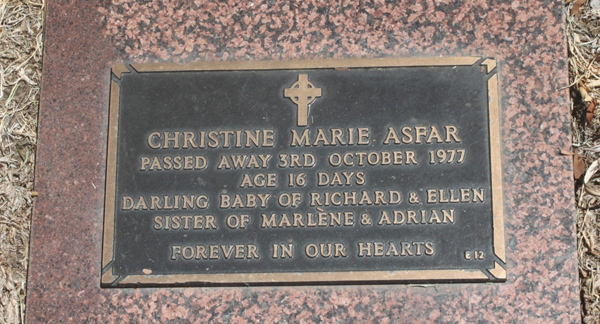 CHRISTINE MARIE ASFAR
PASSED AWAY 3RD OCTOBER 1977
AGE 16 DAYS
DARLING BABY OF RICHARD & ELLEN
SISTER OF MARLENE & ADRIAN
FOREVER IN OUR HEARTS
E 12